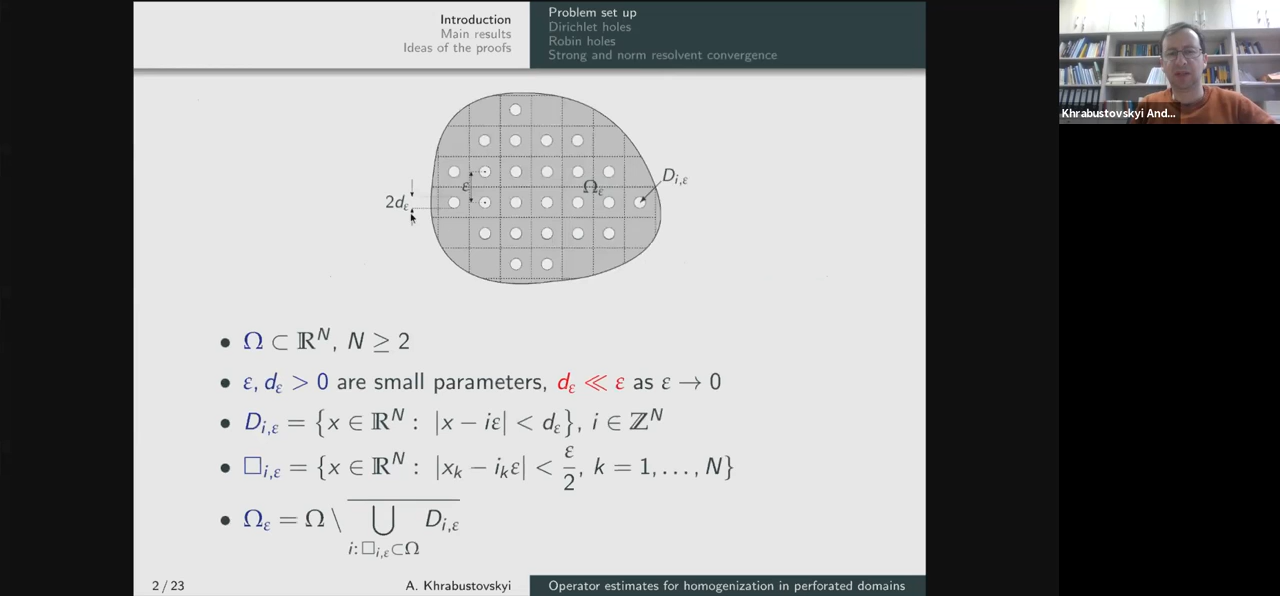 Introduction
Main results
Ideas of the proofs
Problem set up
Dirichlet holes
Robin holes
Strong and norm resolvent convergence
Khrabustovskyi And...
D_{i,ε}
ε
Ω_ε
2d_ε
• Ω ⊂ ℝ^N, N ≥ 2
• ε, d_ε > 0 are small parameters, d_ε ≪ ε as ε → 0
• D_{i,ε} = {x ∈ ℝ^N : |x − iε| < d_ε}, i ∈ ℤ^N
• □_{i,ε} = {x ∈ ℝ^N : |x_k − i_kε| < ε/2, k = 1, . . . , N}
• Ω_ε = Ω \ \overline{⋃_{i: □_{i,ε}⊂Ω} D_{i,ε}}
2 / 23
A. Khrabustovskyi
Operator estimates for homogenization in perforated domains